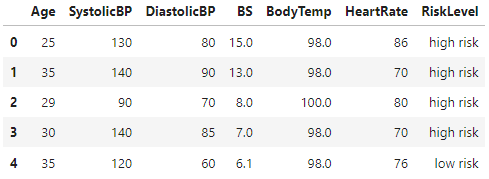 Age SystolicBP DiastolicBP BS BodyTemp HeartRate RiskLevel
0 25 130 80 15.0 98.0 86 high risk
1 35 140 90 13.0 98.0 70 high risk
2 29 90 70 8.0 100.0 80 high risk
3 30 140 85 7.0 98.0 70 high risk
4 35 120 60 6.1 98.0 76 low risk